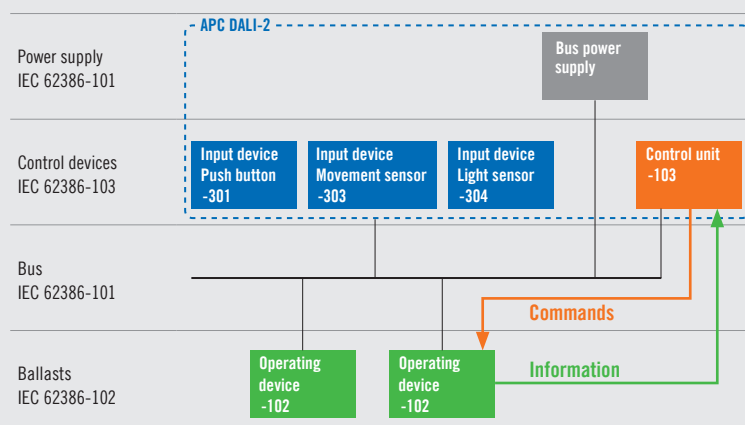 APC DALI-2
Power supply
IEC 62386-101
Bus power
supply
Control devices
IEC 62386-103
Input device
Push button
-301
Input device
Movement sensor
-303
Input device
Light sensor
-304
Control unit
-103
Bus
IEC 62386-101
Commands
Ballasts
IEC 62386-102
Operating
device
-102
Operating
device
-102
Information